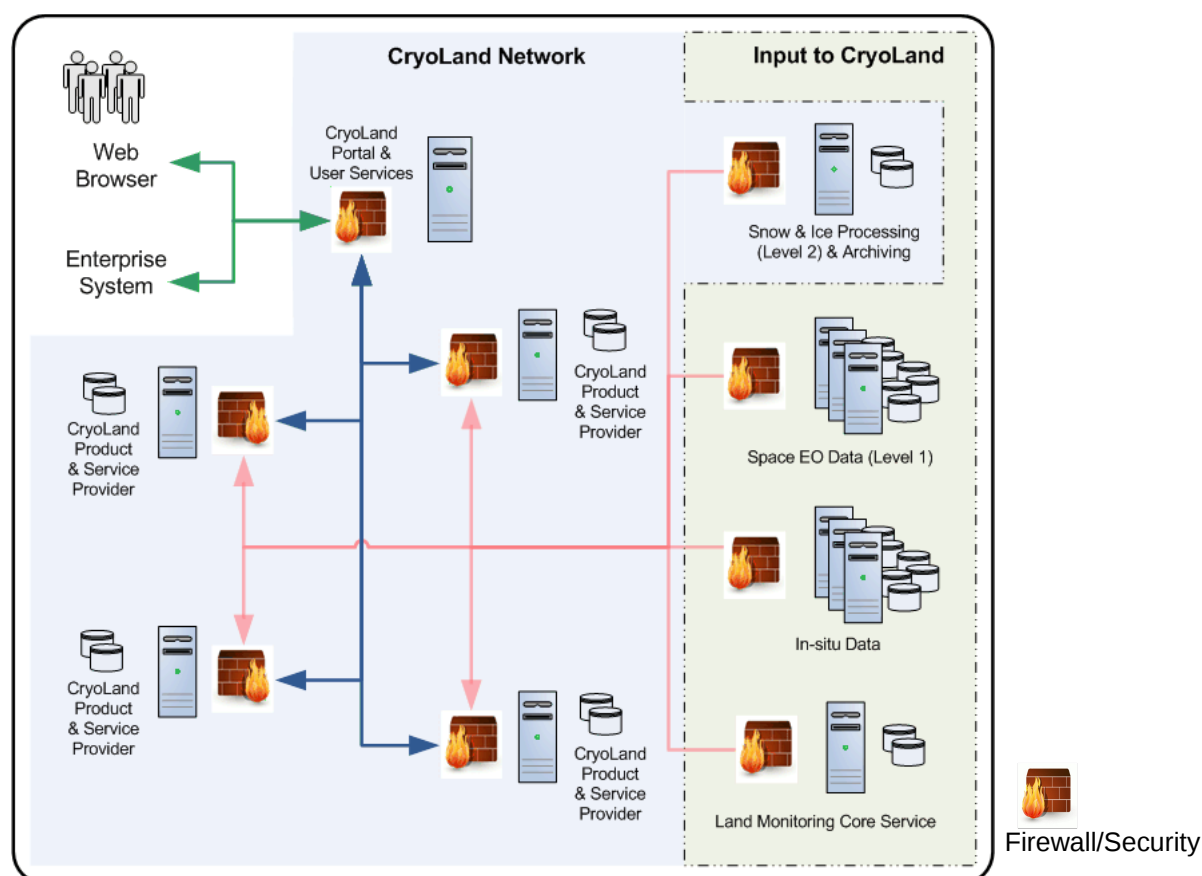 CryoLand Network
Input to CryoLand
Web
Browser
Enterprise
System
CryoLand
Portal &
User Services
Snow & Ice Processing
(Level 2) & Archiving
CryoLand
Product
& Service
Provider
CryoLand
Product
& Service
Provider
Space EO Data (Level 1)
In-situ Data
CryoLand
Product
& Service
Provider
CryoLand
Product
& Service
Provider
Land Monitoring Core Service
Firewall/Security